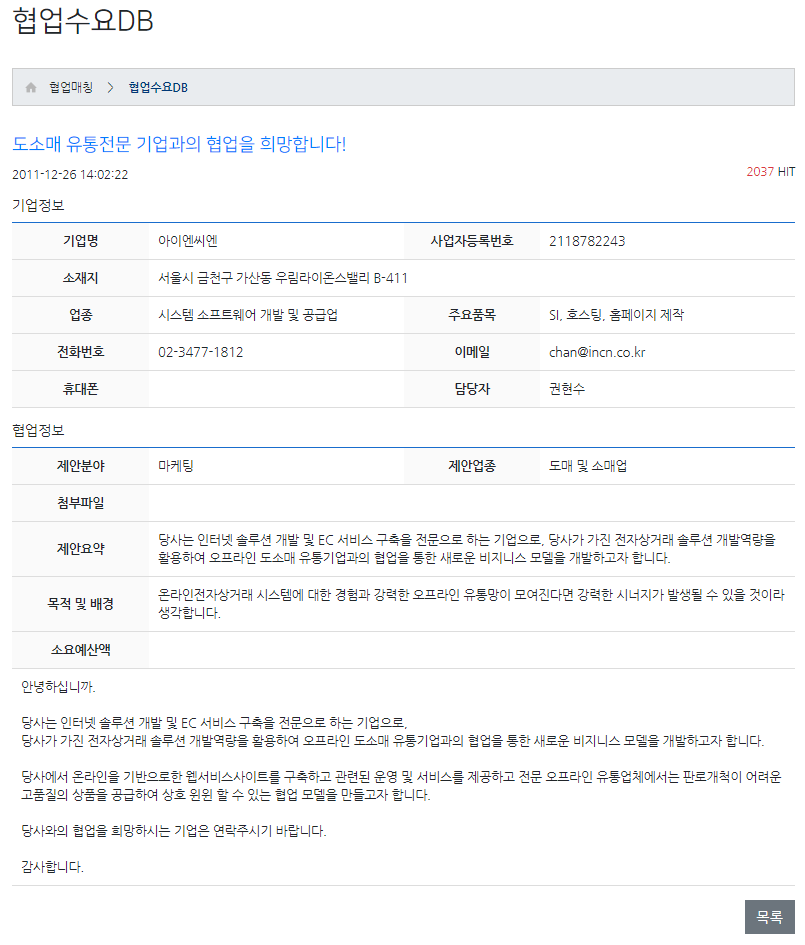 협업수요DB
협업매칭 > 협업수요DB
도소매 유통전문 기업과의 협업을 희망합니다!
2011-12-26 14:02:22 2037 HIT
기업정보
기업명 아이엔씨엔 사업자등록번호 2118782243
소재지 서울시 금천구 가산동 우림라이온스밸리 B-411
업종 시스템 소프트웨어 개발 및 공급업 주요품목 SI, 호스팅, 홈페이지 제작
전화번호 02-3477-1812 이메일 chan@incn.co.kr
휴대폰 담당자 권현수
협업정보
제안분야 마케팅 제안업종 도매 및 소매업
첨부파일
제안요약 당사는 인터넷 솔루션 개발 및 EC 서비스 구축을 전문으로 하는 기업으로, 당사가 가진 전자상거래 솔루션 개발역량을
활용하여 오프라인 도소매 유통기업과의 협업을 통한 새로운 비지니스 모델을 개발하고자 합니다.
목적 및 배경 온라인전자상거래 시스템에 대한 경험과 강력한 오프라인 유통망이 모여진다면 강력한 시너지가 발생될 수 있을 것이라
생각합니다.
소요예산액
안녕하십니까.
당사는 인터넷 솔루션 개발 및 EC 서비스 구축을 전문으로 하는 기업으로,
당사가 가진 전자상거래 솔루션 개발역량을 활용하여 오프라인 도소매 유통기업과의 협업을 통한 새로운 비지니스 모델을 개발하고자 합니다.
당사에서 온라인을 기반으로한 웹서비스사이트를 구축하고 관련된 운영 및 서비스를 제공하고 전문 오프라인 유통업체에서는 판로개척이 어려운
고품질의 상품을 공급하여 상호 윈윈 할 수 있는 협업 모델을 만들고자 합니다.
당사와의 협업을 희망하시는 기업은 연락주시기 바랍니다.
감사합니다.
목록